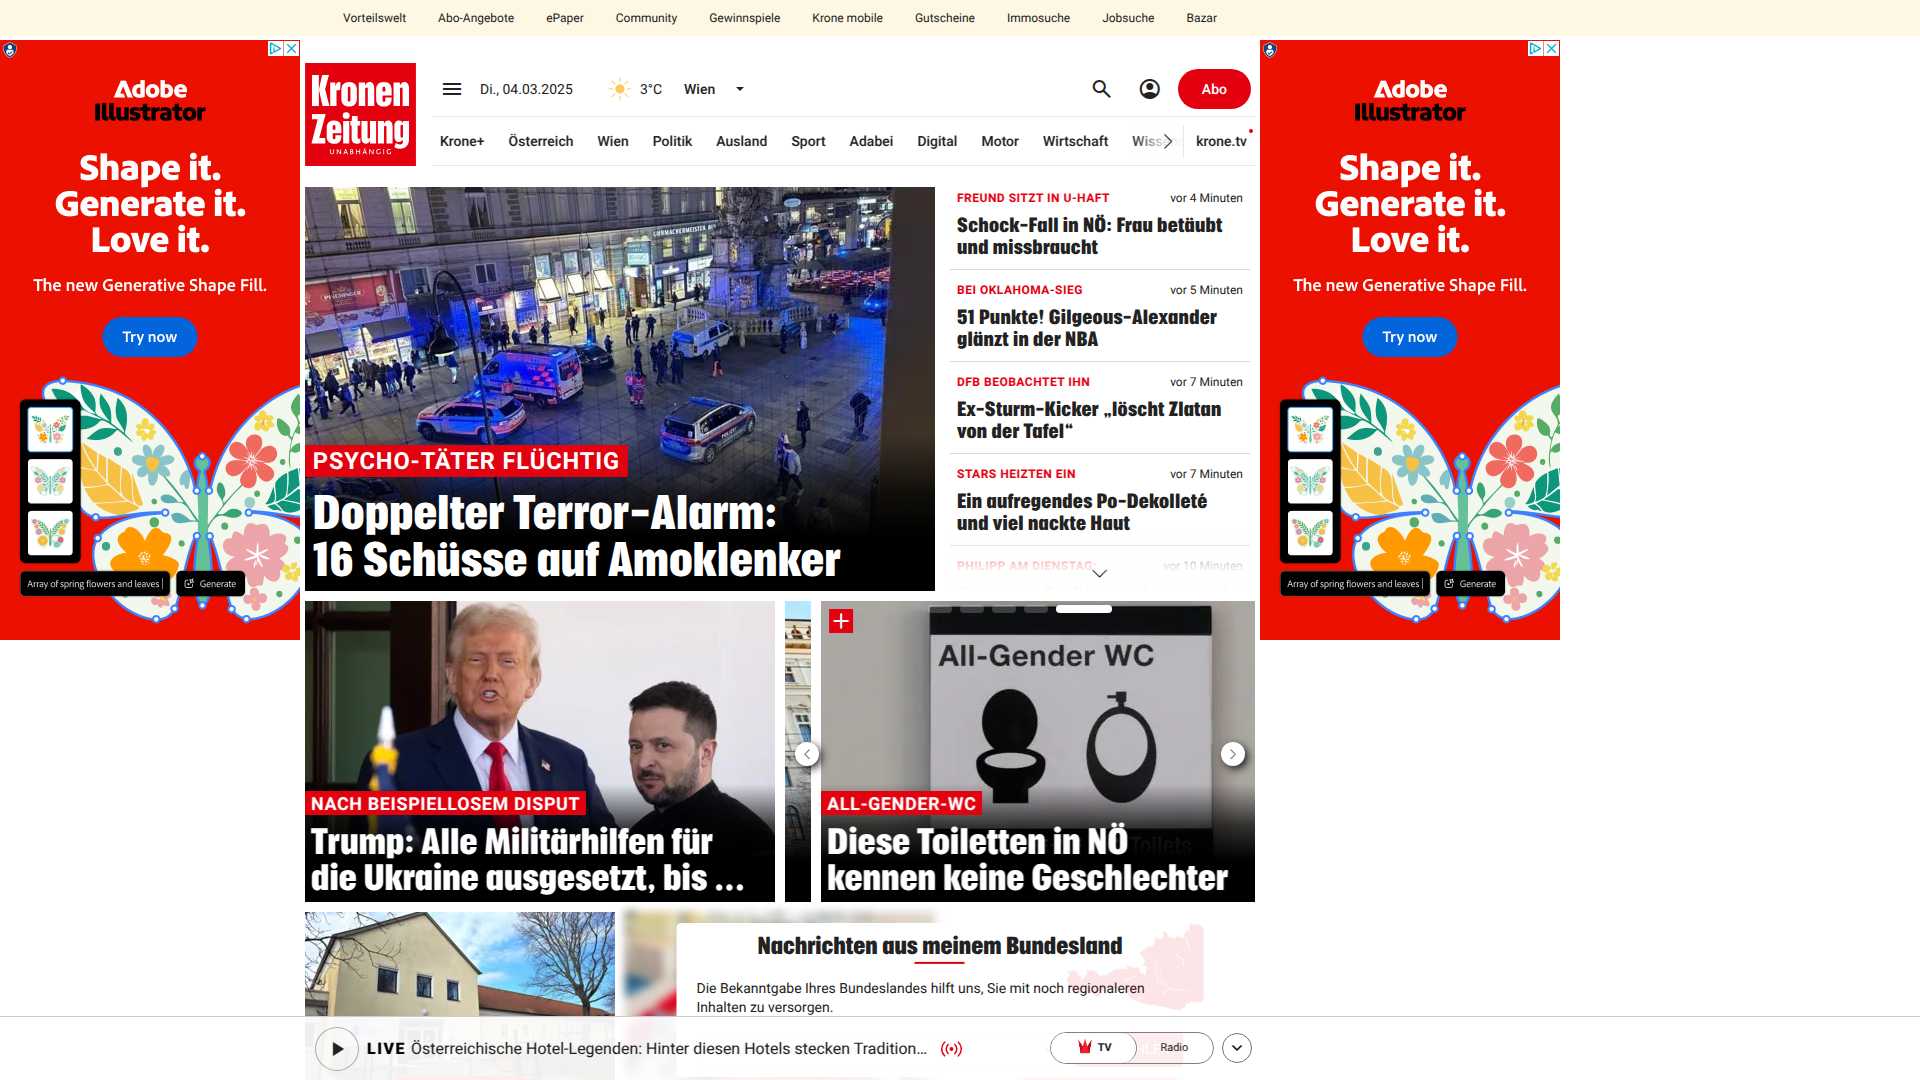 Vorteilswelt Abo-Angebote ePaper Community Gewinnspiele Krone mobile Gutscheine Immosuche Jobsuche Bazar
Adobe
Illustrator
Shape it.
Generate it.
Love it.
The new Generative Shape Fill.
Try now
Array of spring flowers and leaves
Generate
Kronen
Zeitung
UNABHÄNGIG
Di., 04.03.2025
3°C
Wien
Abo
Krone+ Österreich Wien Politik Ausland Sport Adabei Digital Motor Wirtschaft krone.tv
UHRMACHERMEISTER
PSYCHO-TÄTER FLÜCHTIG
Doppelter Terror-Alarm:
16 Schüsse auf Amoklenker
FREUND SITZT IN U-HAFT vor 4 Minuten
Schock-Fall in NÖ: Frau betäubt
und missbraucht
BEI OKLAHOMA-SIEG vor 5 Minuten
51 Punkte! Gilgeous-Alexander
glänzt in der NBA
DFB BEOBACHTET IHN vor 7 Minuten
Ex-Sturm-Kicker „löscht Zlatan
von der Tafel“
STARS HEIZTEN EIN vor 7 Minuten
Ein aufregendes Po-Dekolleté
und viel nackte Haut
PHILIPP AM DIENSTAG vor 10 Minuten
NACH BEISPIELLOSEM DISPUT
Trump: Alle Militärhilfen für
die Ukraine ausgesetzt, bis ...
All-Gender WC
Toilets
ALL-GENDER-WC
Diese Toiletten in NÖ
kennen keine Geschlechter
Nachrichten aus meinem Bundesland
Die Bekanntgabe Ihres Bundeslandes hilft uns, Sie mit noch regionaleren
Inhalten zu versorgen.
LIVE Österreichische Hotel-Legenden: Hinter diesen Hotels stecken Tradition...
TV
Radio
Adobe
Illustrator
Shape it.
Generate it.
Love it.
The new Generative Shape Fill.
Try now
Array of spring flowers and leaves
Generate